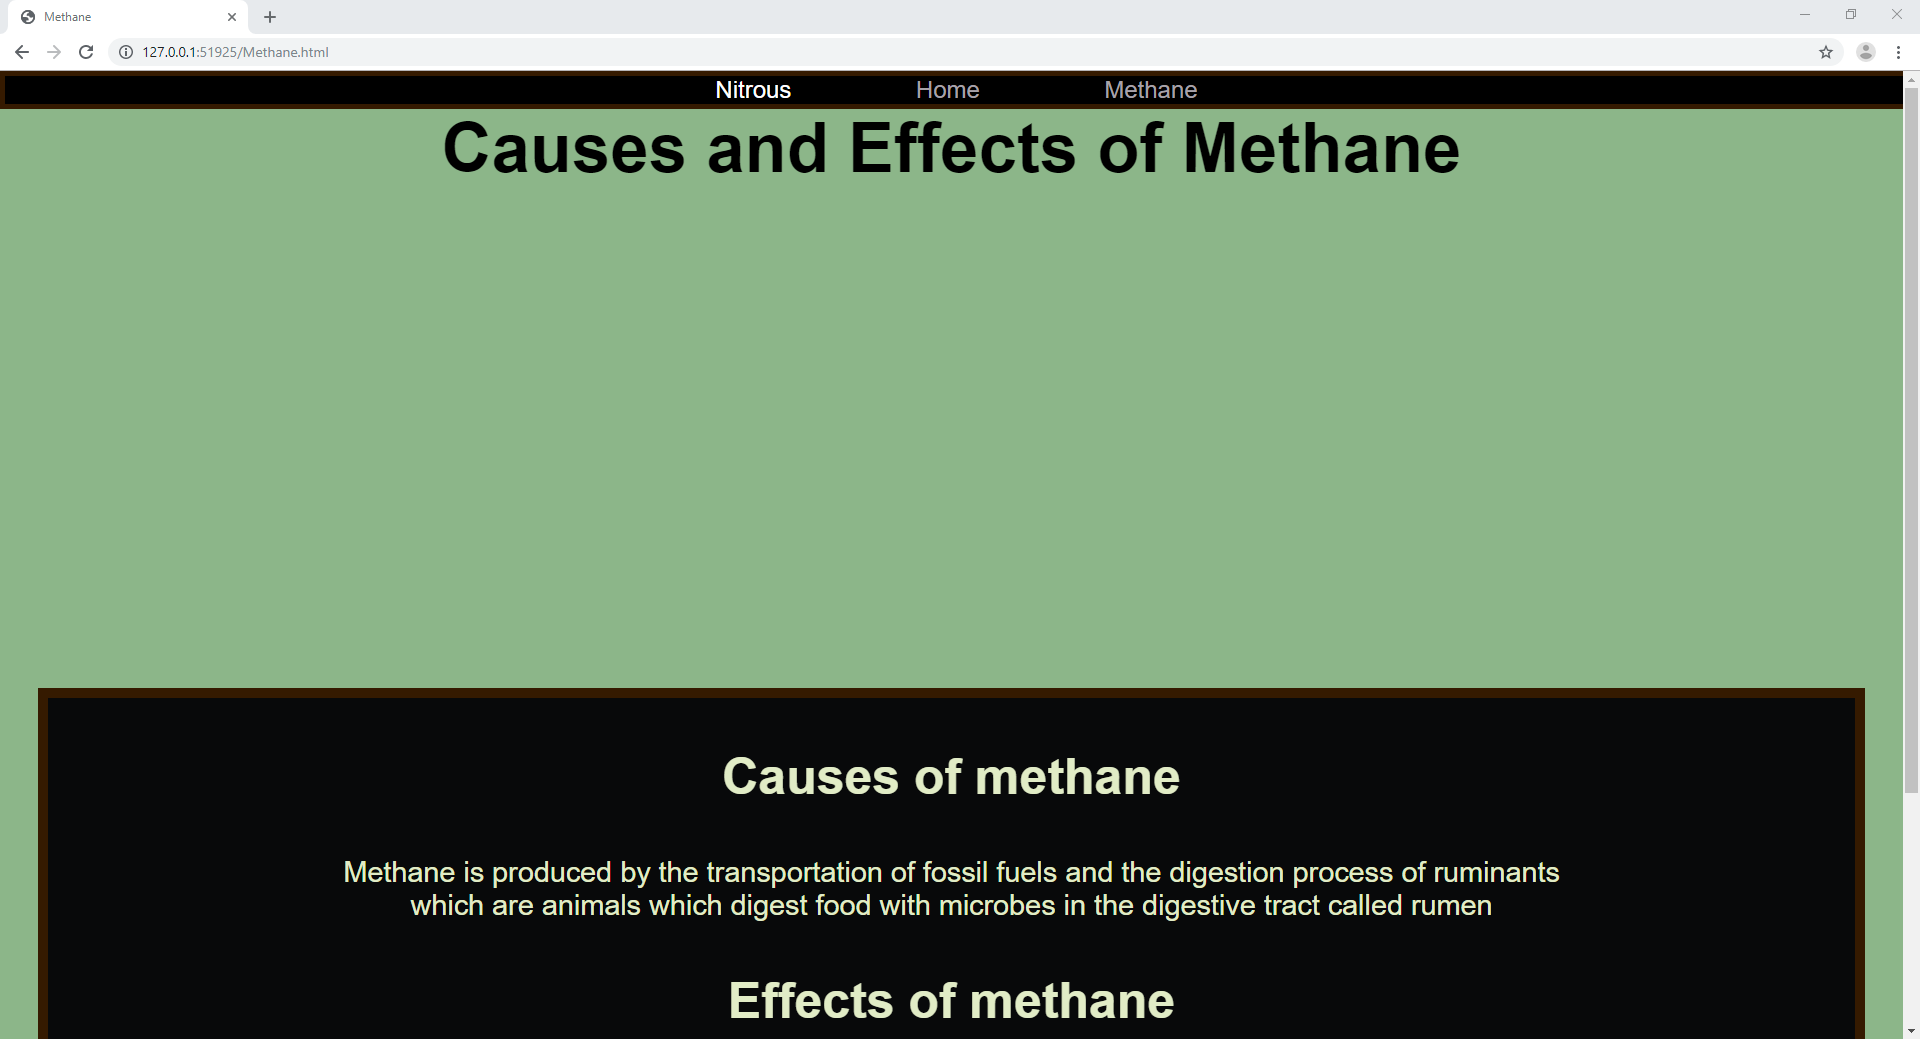 Methane
127.0.0.1:51925/Methane.html
Nitrous Home Methane
Causes and Effects of Methane
Causes of methane
Methane is produced by the transportation of fossil fuels and the digestion process of ruminants
which are animals which digest food with microbes in the digestive tract called rumen
Effects of methane